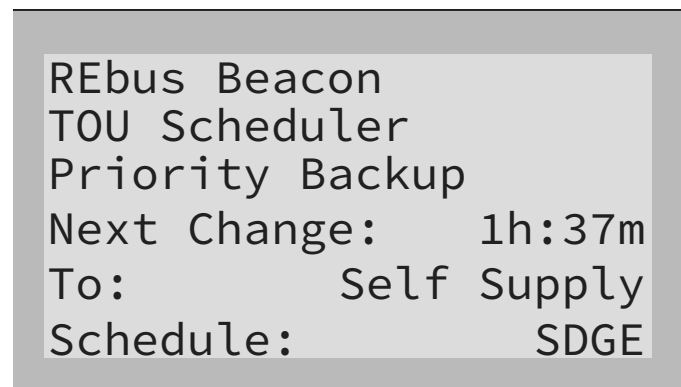 REbus Beacon
TOU Scheduler
Priority Backup
Next Change: 1h:37m
To: Self Supply
Schedule: SDGE